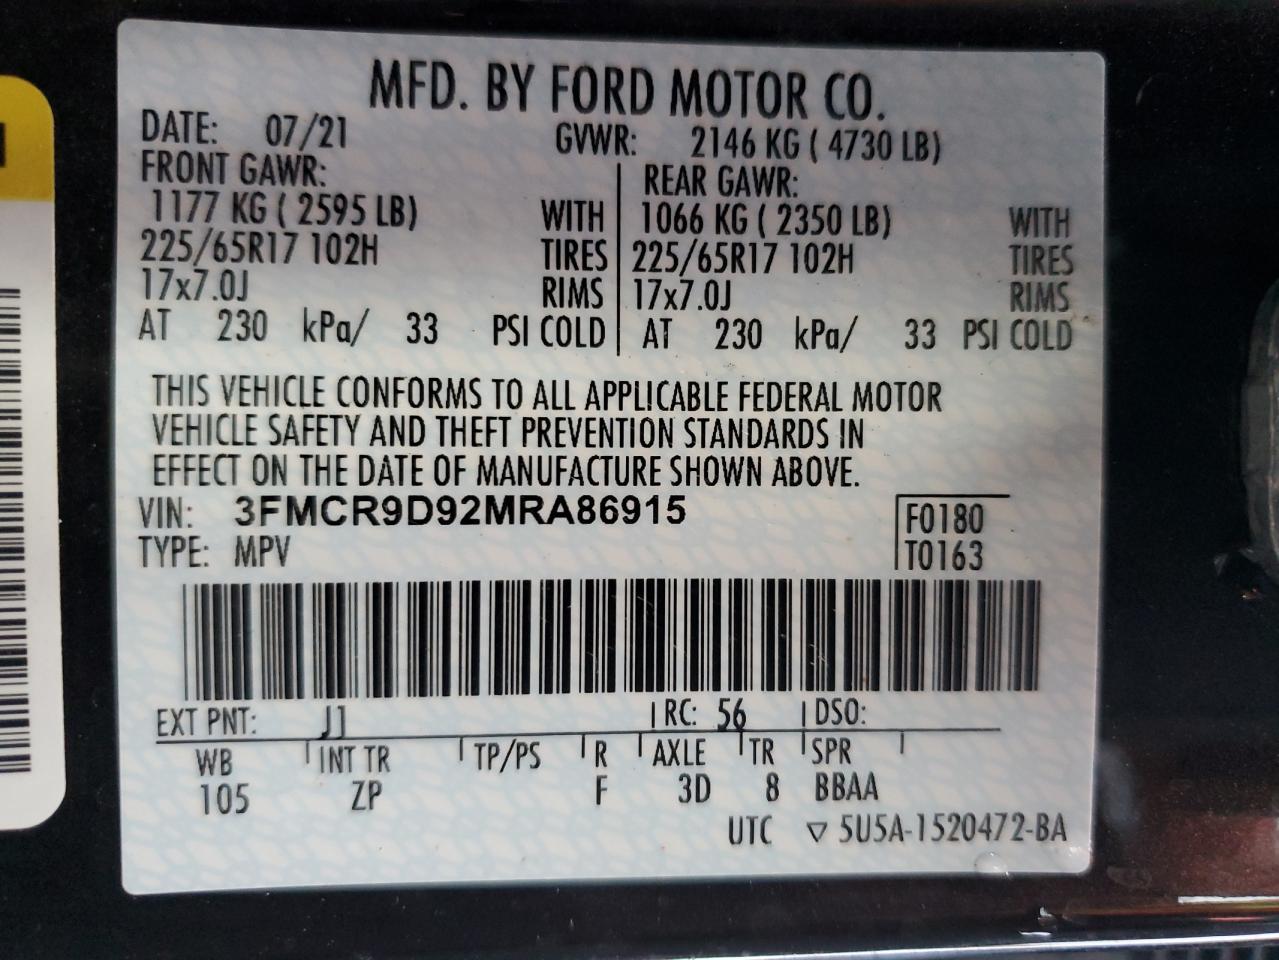 MFD. BY FORD MOTOR CO.
DATE: 07/21 GVWR: 2146 KG ( 4730 LB)
FRONT GAWR: REAR GAWR:
1177 KG ( 2595 LB) WITH 1066 KG ( 2350 LB) WITH
225/65R17 102H TIRES 225/65R17 102H TIRES
17x7.0J RIMS 17x7.0J RIMS
AT 230 kPa/ 33 PSI COLD AT 230 kPa/ 33 PSI COLD
THIS VEHICLE CONFORMS TO ALL APPLICABLE FEDERAL MOTOR
VEHICLE SAFETY AND THEFT PREVENTION STANDARDS IN
EFFECT ON THE DATE OF MANUFACTURE SHOWN ABOVE.
VIN: 3FMCR9D92MRA86915 F0180
TYPE: MPV T0163
EXT PNT: J1 RC: 56 DSO:
WB INT TR TP/PS R AXLE TR SPR
105 ZP F 3D 8 BBAA
UTC ▽ 5U5A-1520472-BA